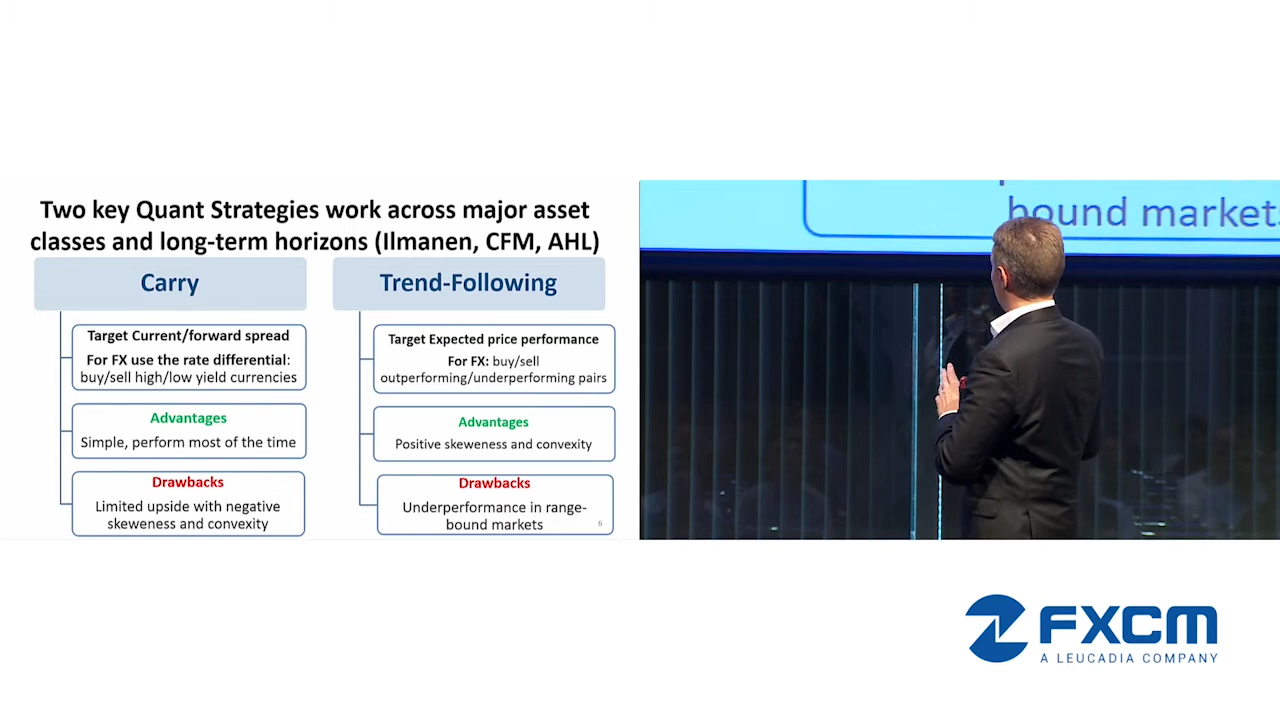 Two key Quant Strategies work across major asset
classes and long-term horizons (Ilmanen, CFM, AHL)
Carry
Target Current/forward spread
For FX use the rate differential:
buy/sell high/low yield currencies
Advantages
Simple, perform most of the time
Drawbacks
Limited upside with negative
skeweness and convexity
Trend-Following
Target Expected price performance
For FX: buy/sell
outperforming/underperforming pairs
Advantages
Positive skeweness and convexity
Drawbacks
Underperformance in range-
bound markets
6
bound markets
FXCM
A LEUCADIA COMPANY